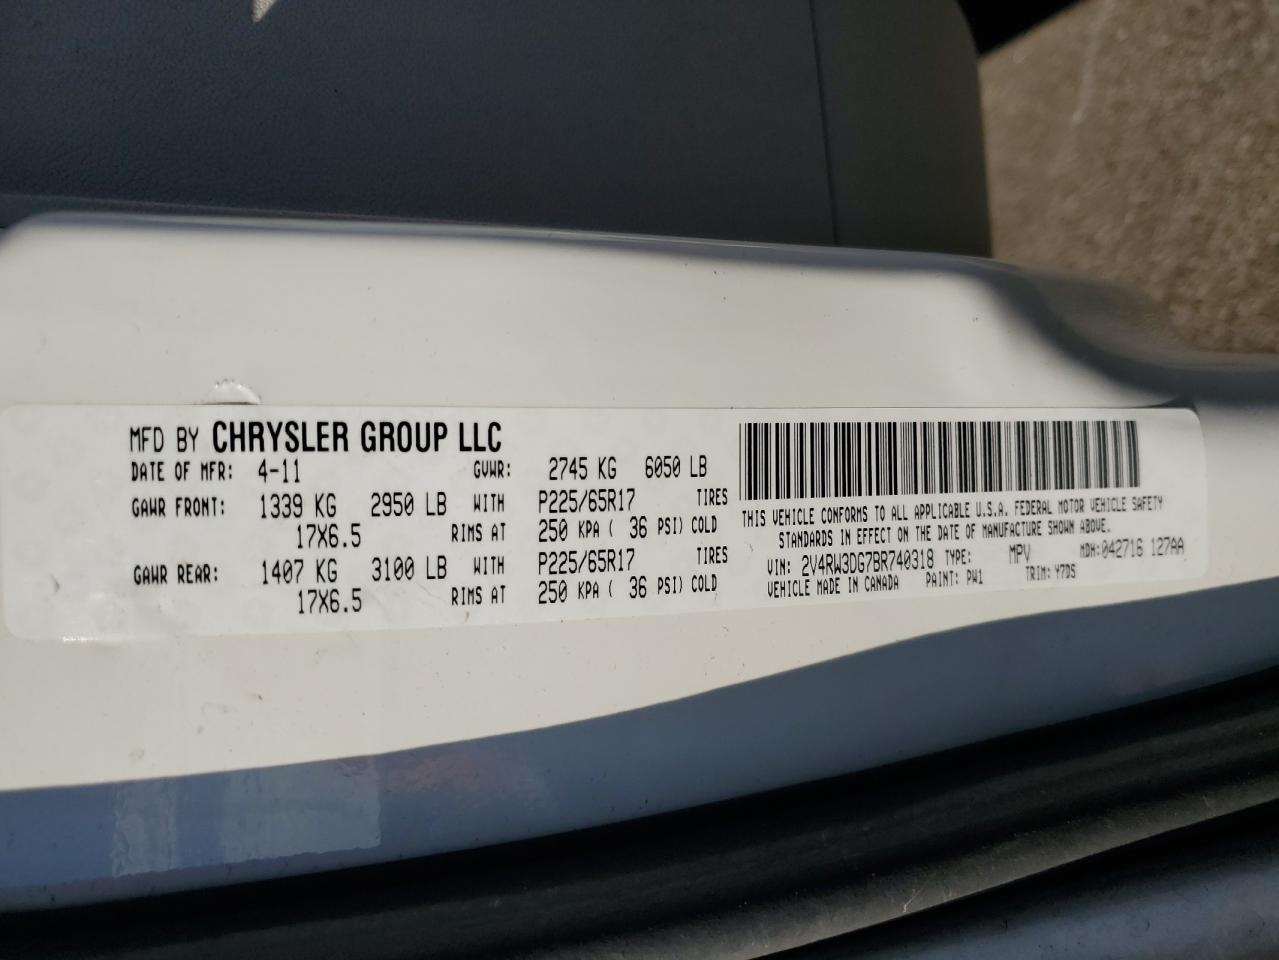 MFD BY CHRYSLER GROUP LLC
DATE OF MFR: 4-11 GVWR: 2745 KG 6050 LB
GAWR FRONT: 1339 KG 2950 LB WITH P225/65R17 TIRES
17X6.5 RIMS AT 250 KPA ( 36 PSI) COLD
GAWR REAR: 1407 KG 3100 LB WITH P225/65R17 TIRES
17X6.5 RIMS AT 250 KPA ( 36 PSI) COLD
THIS VEHICLE CONFORMS TO ALL APPLICABLE U.S.A. FEDERAL MOTOR VEHICLE SAFETY
STANDARDS IN EFFECT ON THE DATE OF MANUFACTURE SHOWN ABOVE.
VIN: 2V4RW3DG7BR740318 TYPE: MPV MDH:042716 127AA
VEHICLE MADE IN CANADA PAINT: PW1 TRIM: Y7D5